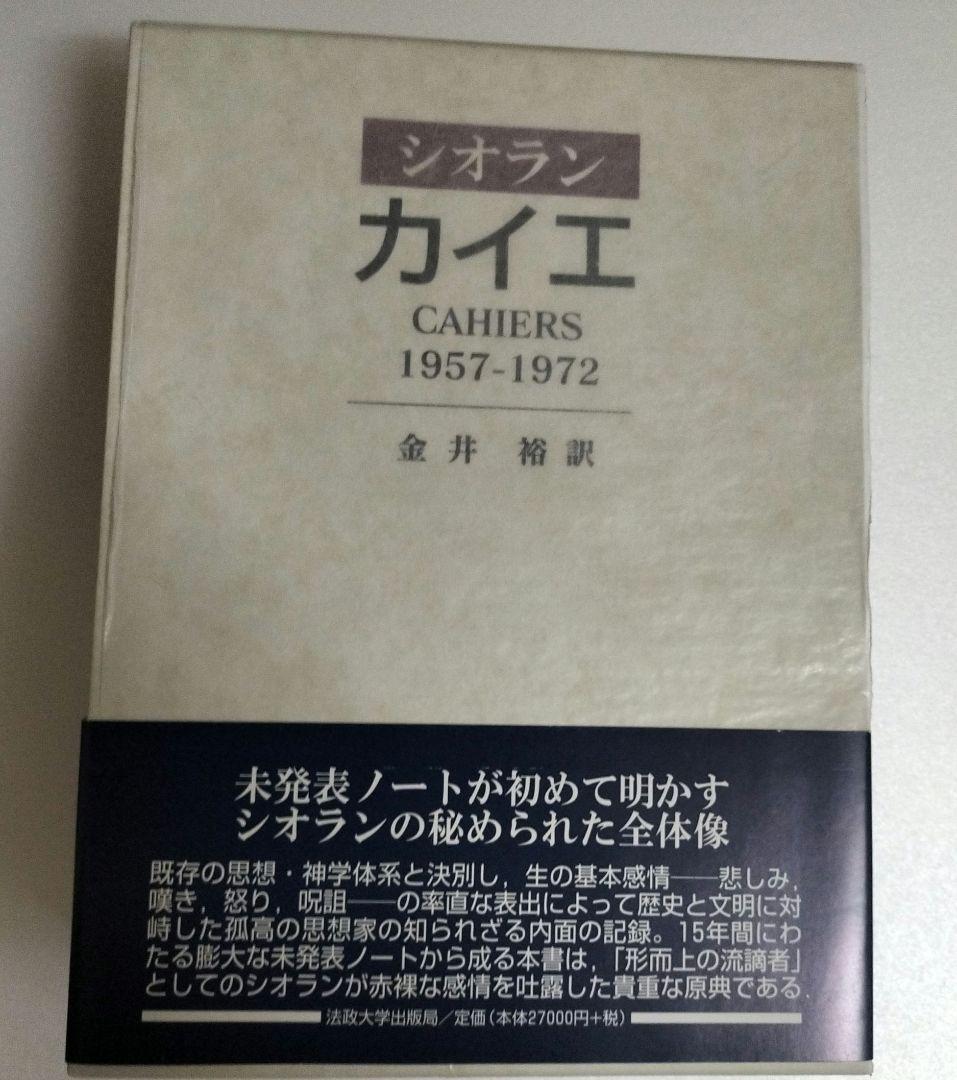 シオラン
カイエ
CAHIERS
1957-1972
金井 裕訳
未発表ノートが初めて明かす
シオランの秘められた全体像
既存の思想・神学体系と決別し，生の基本感情──悲しみ，
嘆き，怒り，呪詛──の率直な表出によって歴史と文明に対
峙した孤高の思想家の知られざる内面の記録。15年間にわ
たる膨大な未発表ノートから成る本書は，「形而上の流謫者」
としてのシオランが赤裸な感情を吐露した貴重な原典である．
法政大学出版局／定価（本体27000円+税）